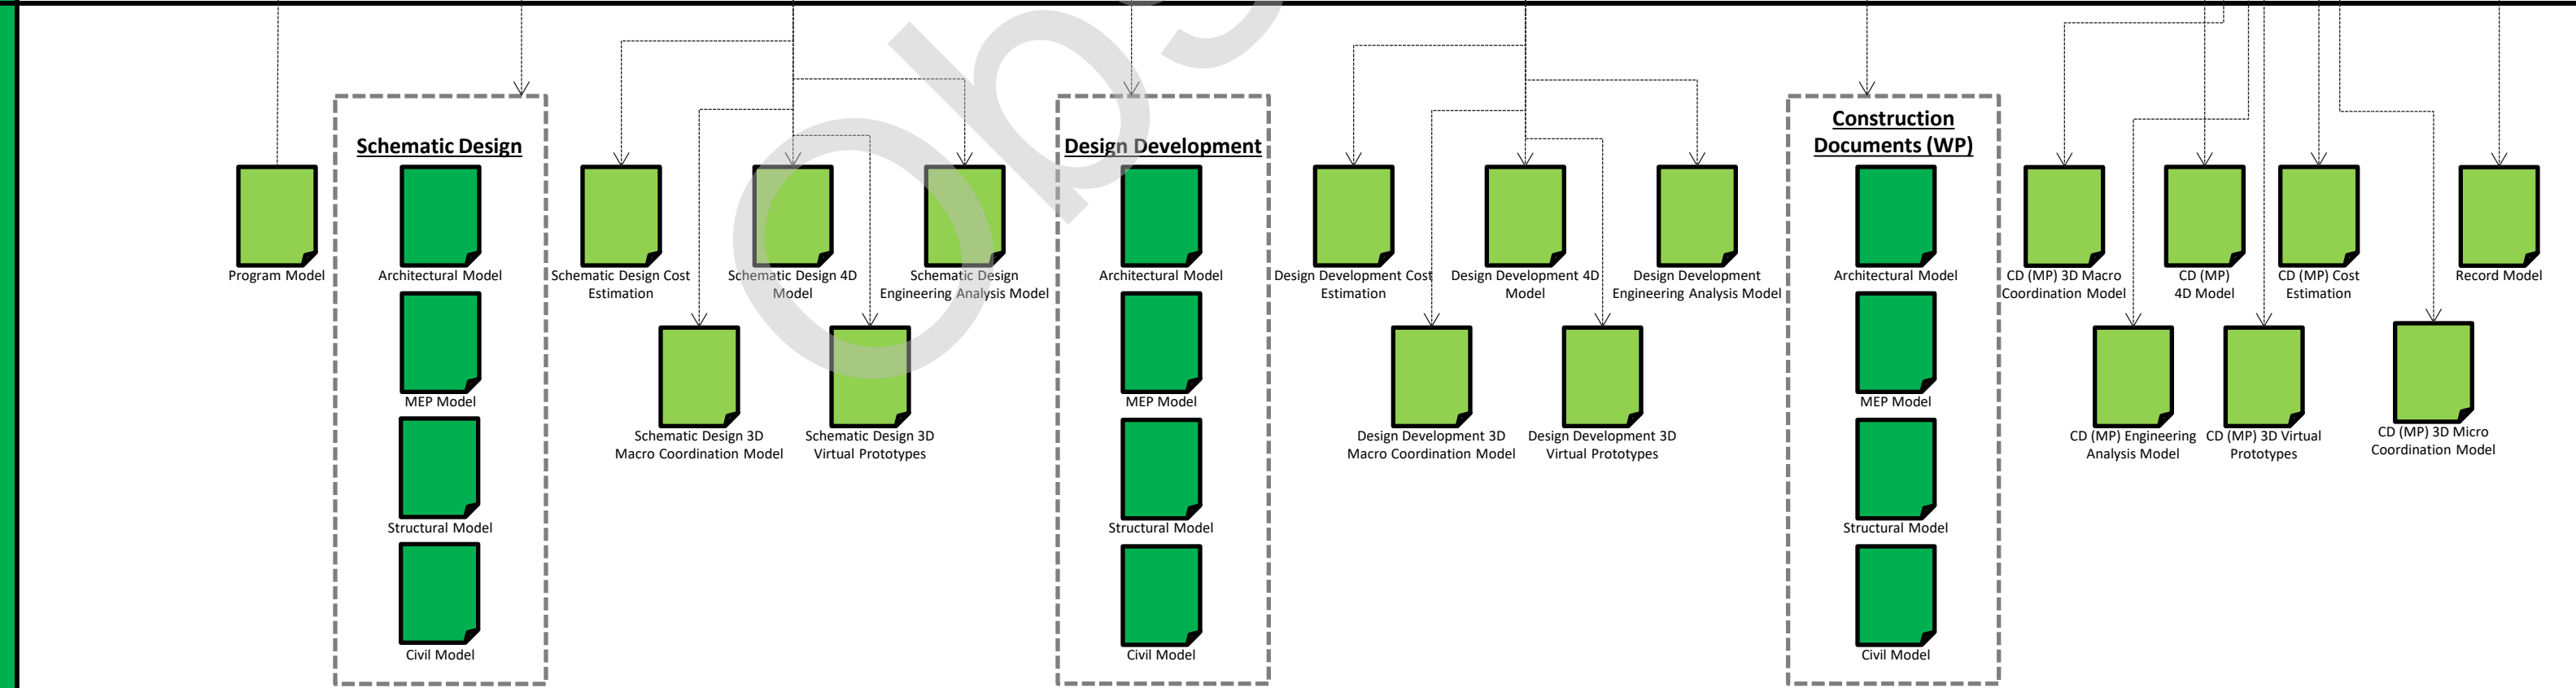 Program Model
Schematic Design
Architectural Model
MEP Model
Structural Model
Civil Model
Schematic Design Cost
Estimation
Schematic Design 4D
Model
Schematic Design
Engineering Analysis Model
Schematic Design 3D
Macro Coordination Model
Schematic Design 3D
Virtual Prototypes
Design Development
Architectural Model
MEP Model
Structural Model
Civil Model
Design Development Cost
Estimation
Design Development 4D
Model
Design Development
Engineering Analysis Model
Design Development 3D
Macro Coordination Model
Design Development 3D
Virtual Prototypes
Construction
Documents (WP)
Architectural Model
MEP Model
Structural Model
Civil Model
CD (MP) 3D Macro
Coordination Model
CD (MP)
4D Model
CD (MP) Cost
Estimation
Record Model
CD (MP) Engineering
Analysis Model
CD (MP) 3D Virtual
Prototypes
CD (MP) 3D Micro
Coordination Model